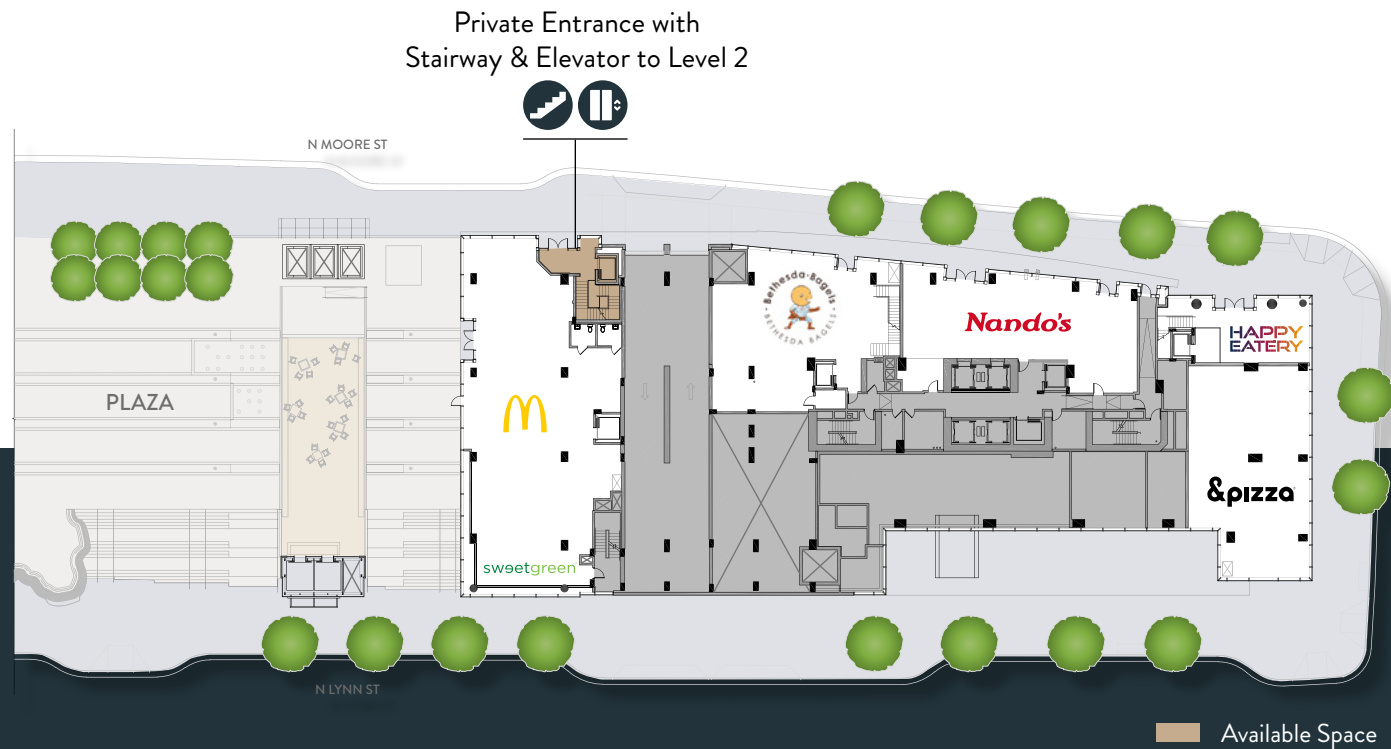 Private Entrance with
Stairway & Elevator to Level 2
N MOORE ST
Bethesda·Bagels
BETHESDA BAGELS
Nando's
HAPPY
EATERY
PLAZA
&pizza
sweetgreen
N LYNN ST
Available Space